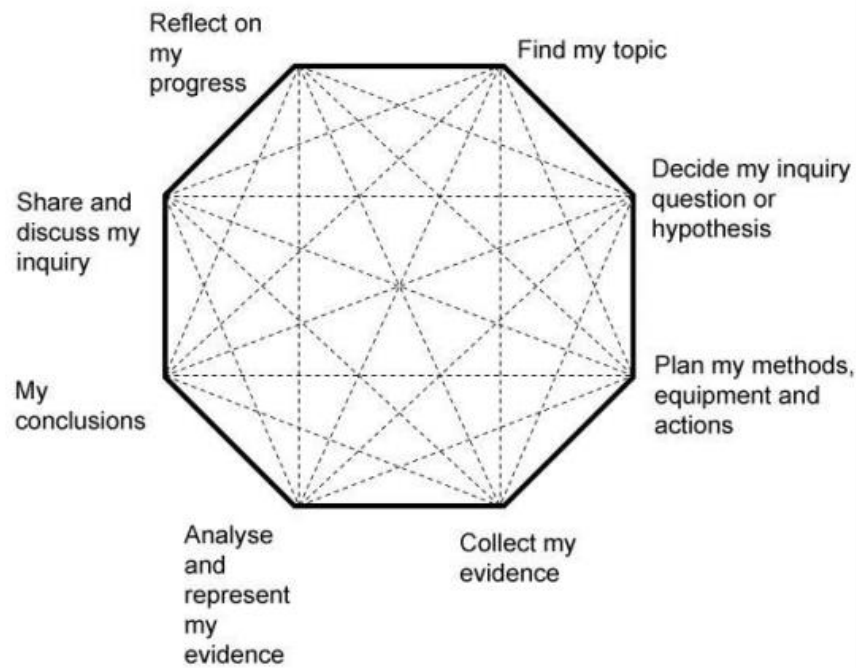 Reflect on
my
progress
Find my topic
Decide my inquiry
question or
hypothesis
Plan my methods,
equipment and
actions
Collect my
evidence
Analyse
and
represent
my
evidence
My
conclusions
Share and
discuss my
inquiry